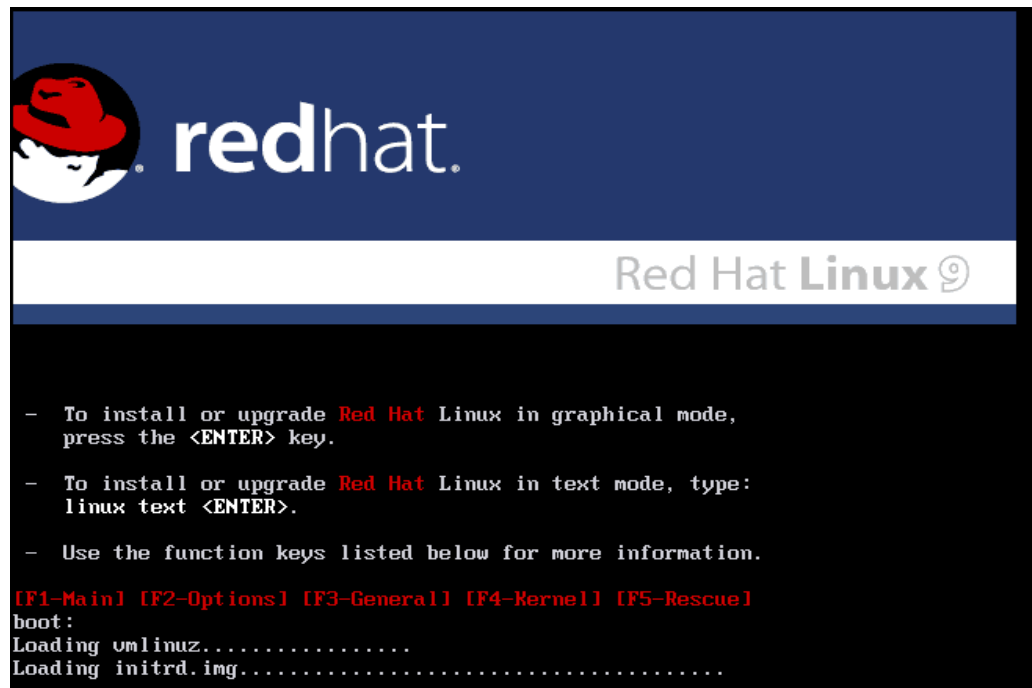 redhat.
Red Hat Linux 9
- To install or upgrade Red Hat Linux in graphical mode,
press the <ENTER> key.
- To install or upgrade Red Hat Linux in text mode, type:
linux text <ENTER>.
- Use the function keys listed below for more information.
[F1-Main] [F2-Options] [F3-General] [F4-Kernel] [F5-Rescue]
boot:
Loading vmlinuz.................
Loading initrd.img.......................................